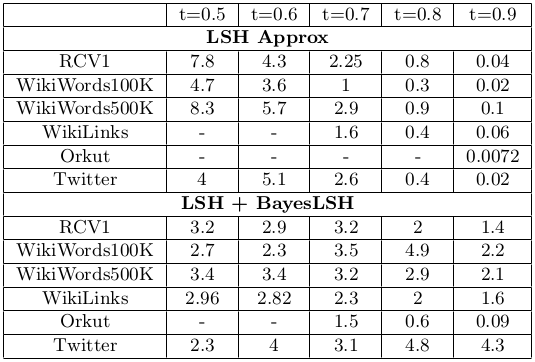 t=0.5 t=0.6 t=0.7 t=0.8 t=0.9
LSH Approx
RCV1 7.8 4.3 2.25 0.8 0.04
WikiWords100K 4.7 3.6 1 0.3 0.02
WikiWords500K 8.3 5.7 2.9 0.9 0.1
WikiLinks - - 1.6 0.4 0.06
Orkut - - - - 0.0072
Twitter 4 5.1 2.6 0.4 0.02
LSH + BayesLSH
RCV1 3.2 2.9 3.2 2 1.4
WikiWords100K 2.7 2.3 3.5 4.9 2.2
WikiWords500K 3.4 3.4 3.2 2.9 2.1
WikiLinks 2.96 2.82 2.3 2 1.6
Orkut - - 1.5 0.6 0.09
Twitter 2.3 4 3.1 4.8 4.3